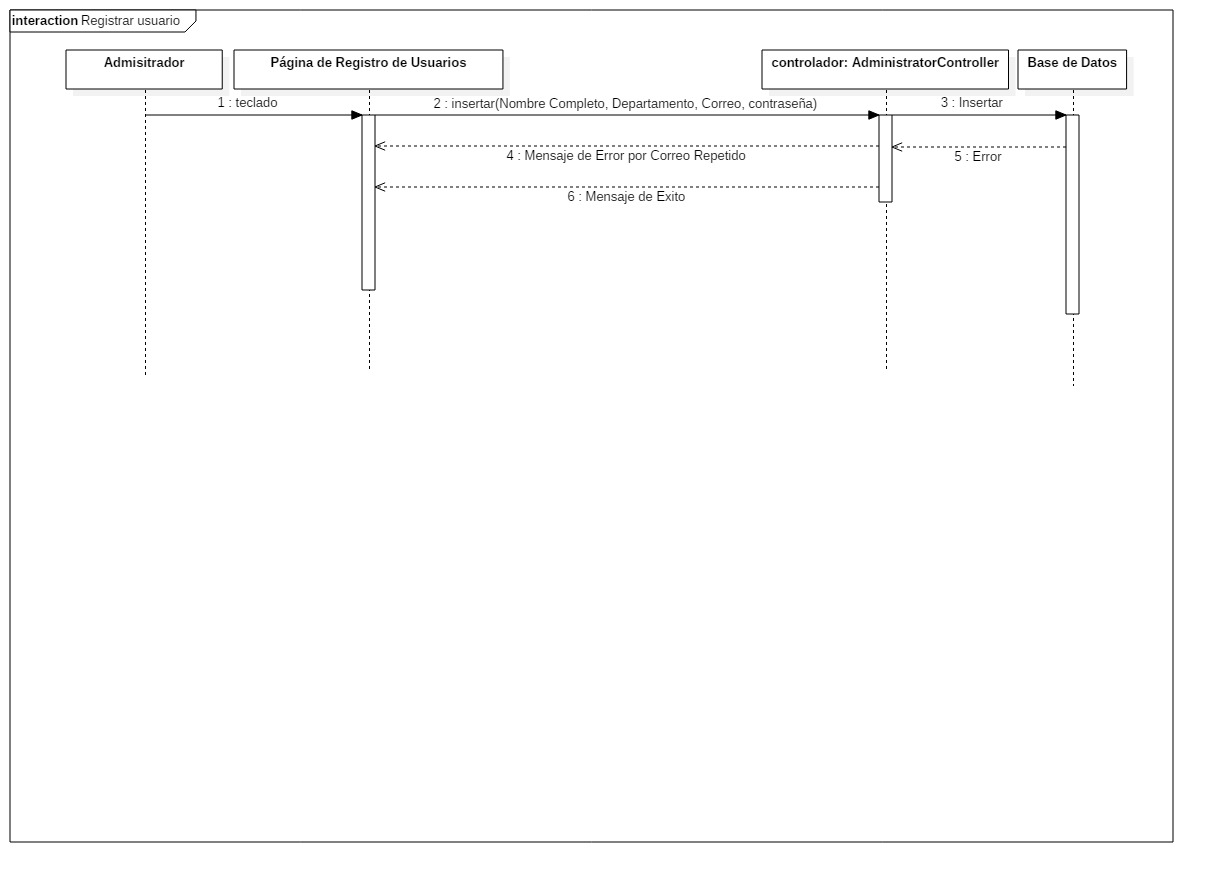 interaction Registrar usuario
Admisitrador
Página de Registro de Usuarios
controlador: AdministratorController
Base de Datos
1 : teclado
2 : insertar(Nombre Completo, Departamento, Correo, contraseña)
3 : Insertar
4 : Mensaje de Error por Correo Repetido
5 : Error
6 : Mensaje de Exito